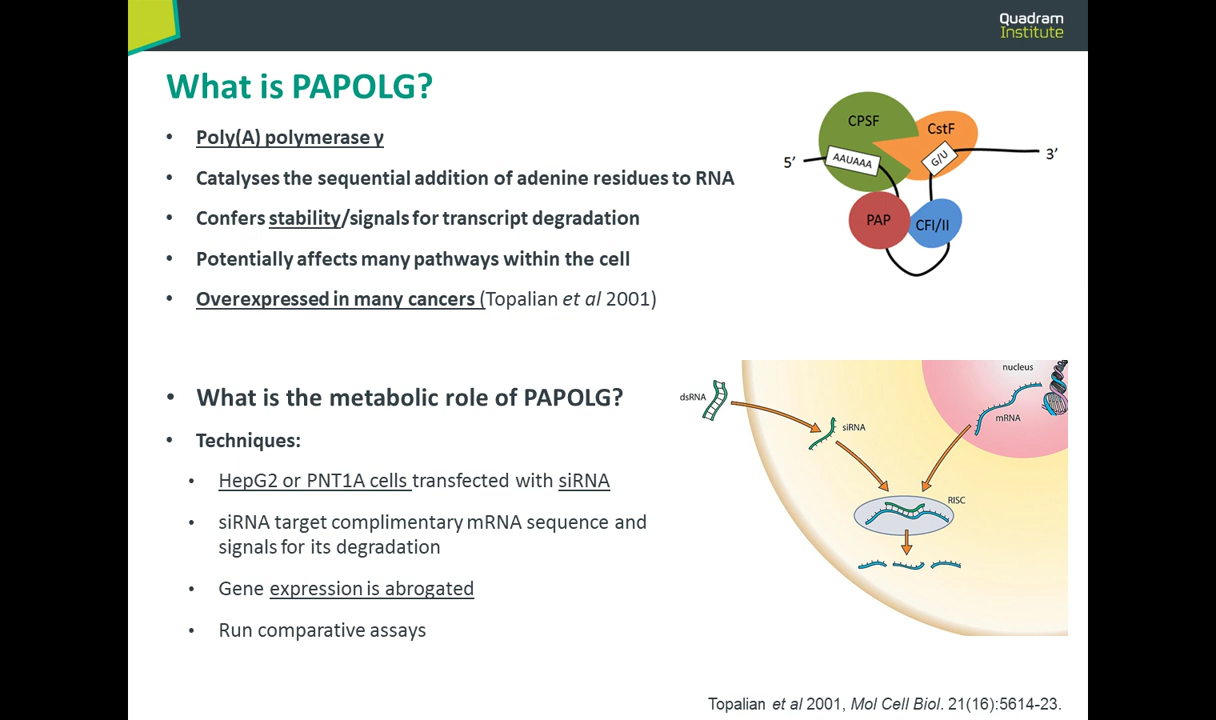 Quadram
Institute
What is PAPOLG?
• Poly(A) polymerase γ
• Catalyses the sequential addition of adenine residues to RNA
• Confers stability/signals for transcript degradation
• Potentially affects many pathways within the cell
• Overexpressed in many cancers (Topalian et al 2001)
CPSF
CstF
5’
AAUAAA
G/U
3’
PAP
CFI/II
• What is the metabolic role of PAPOLG?
• Techniques:
• HepG2 or PNT1A cells transfected with siRNA
• siRNA target complimentary mRNA sequence and
signals for its degradation
• Gene expression is abrogated
• Run comparative assays
nucleus
dsRNA
mRNA
siRNA
RISC
Topalian et al 2001, Mol Cell Biol. 21(16):5614-23.